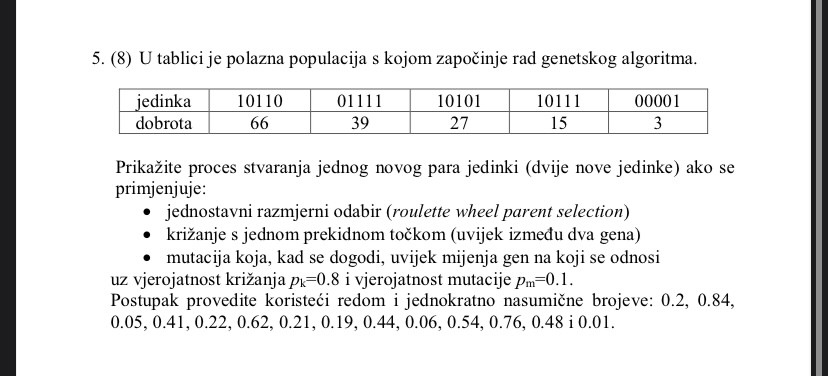 5. (8) U tablici je polazna populacija s kojom započinje rad genetskog algoritma.
jedinka 10110 01111 10101 10111 00001
dobrota 66 39 27 15 3
Prikažite proces stvaranja jednog novog para jedinki (dvije nove jedinke) ako se
primjenjuje:
• jednostavni razmjerni odabir (roulette wheel parent selection)
• križanje s jednom prekidnom točkom (uvijek između dva gena)
• mutacija koja, kad se dogodi, uvijek mijenja gen na koji se odnosi
uz vjerojatnost križanja pk=0.8 i vjerojatnost mutacije pm=0.1.
Postupak provedite koristeći redom i jednokratno nasumične brojeve: 0.2, 0.84,
0.05, 0.41, 0.22, 0.62, 0.21, 0.19, 0.44, 0.06, 0.54, 0.76, 0.48 i 0.01.